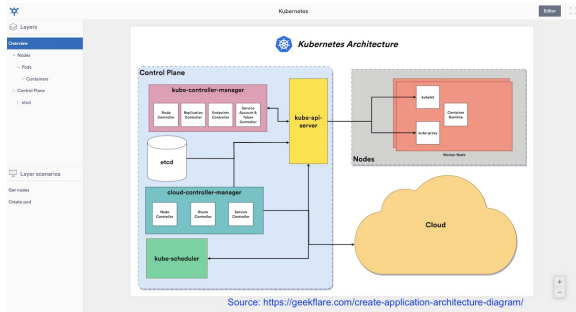 Kubernetes
Editor
Layers
Overview
Nodes
Pods
Containers
Control Plane
etcd
Layer scenarios
Get nodes
Create pod
Kubernetes Architecture
Control Plane
kube-controller-manager
Node
Controller
Replication
Controller
Endpoints
Controller
Service
Account &
Token
Controller
kube-api-
server
etcd
cloud-controller-manager
Node
Controller
Route
Controller
Service
Controller
kube-scheduler
kubelet
Container
Runtime
kube-proxy
Worker Node
Nodes
Cloud
+
−
Source: https://geekflare.com/create-application-architecture-diagram/